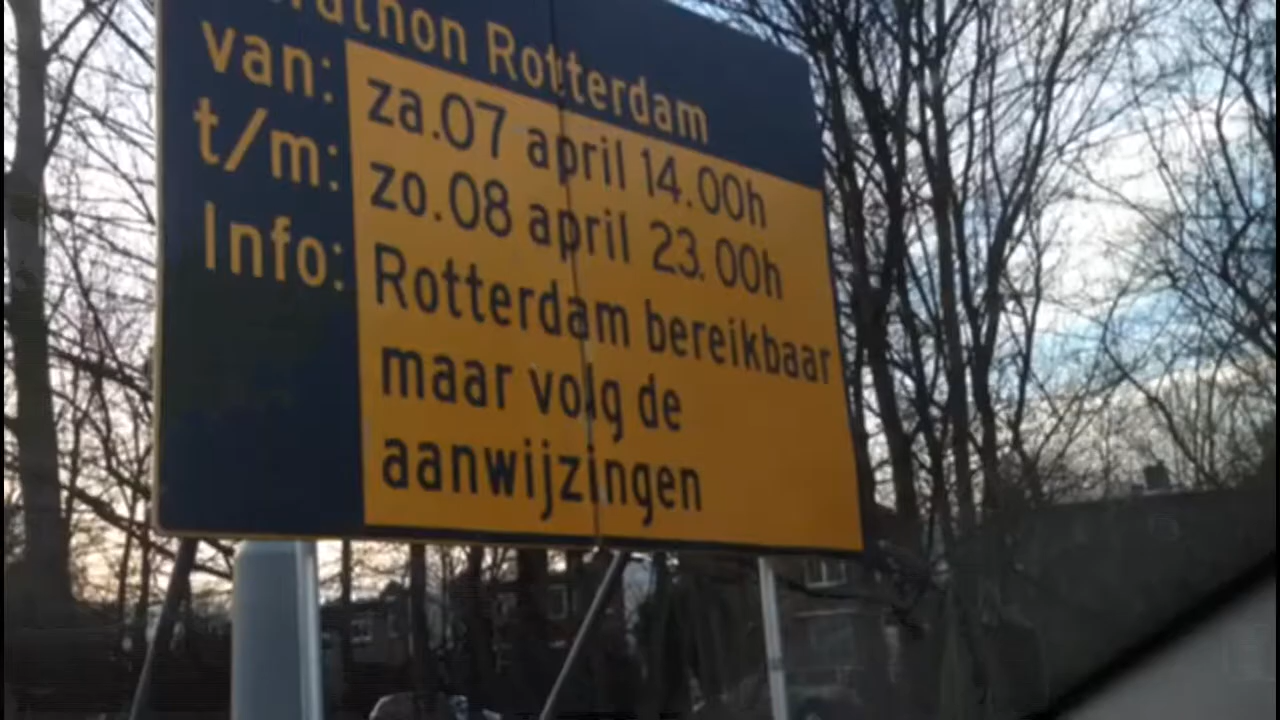 Marathon Rotterdam
van: za.07 april 14.00h
t/m: zo.08 april 23.00h
Info: Rotterdam bereikbaar
maar volg de
aanwijzingen